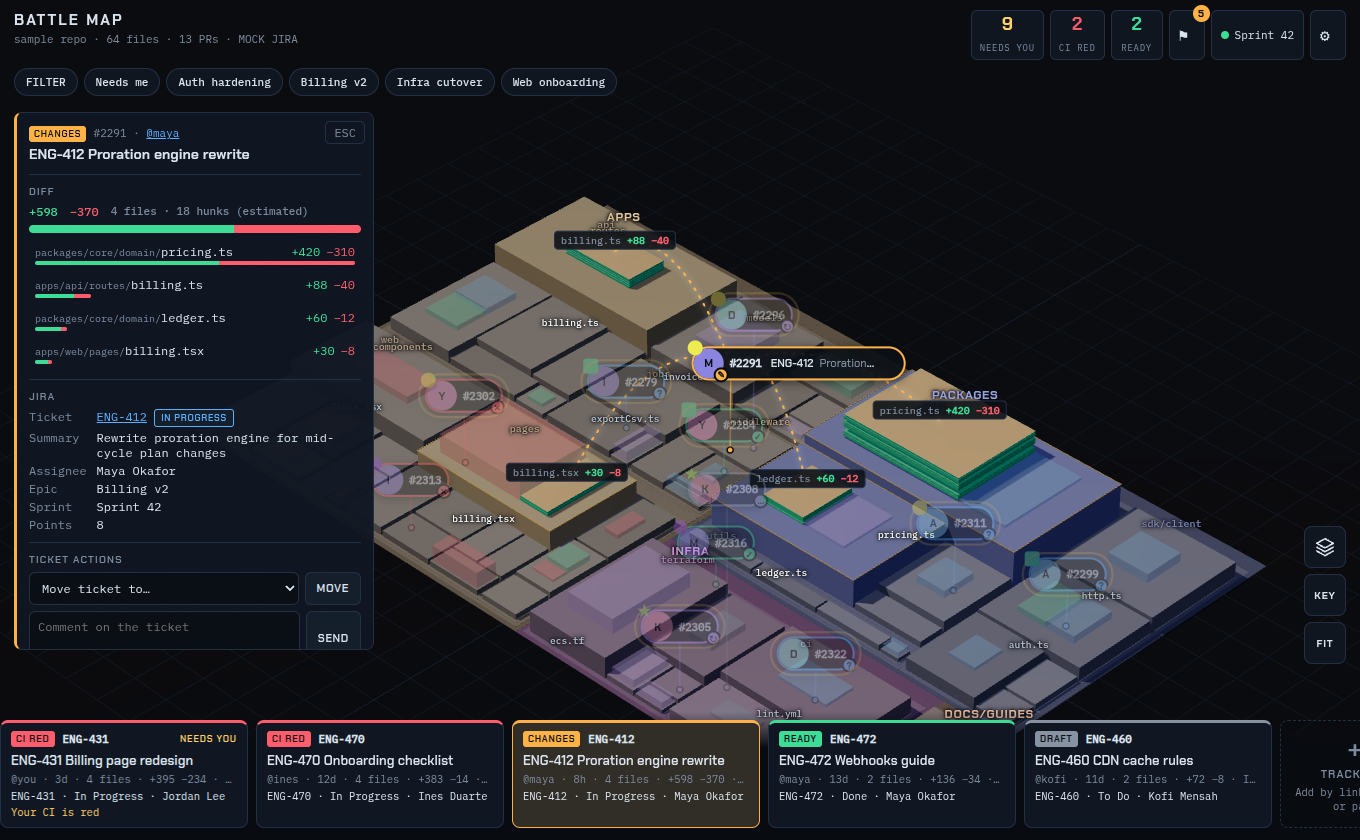 BATTLE MAP
sample repo · 64 files · 13 PRs · MOCK JIRA
9
NEEDS YOU
2
CI RED
2
READY
5
Sprint 42
FILTER
Needs me
Auth hardening
Billing v2
Infra cutover
Web onboarding
CHANGES #2291 · @maya
ESC
ENG-412 Proration engine rewrite
DIFF
+598 −370 4 files · 18 hunks (estimated)
packages/core/domain/pricing.ts +420 −310
apps/api/routes/billing.ts +88 −40
packages/core/domain/ledger.ts +60 −12
apps/web/pages/billing.tsx +30 −8
JIRA
Ticket ENG-412 IN PROGRESS
Summary Rewrite proration engine for mid-
cycle plan changes
Assignee Maya Okafor
Epic Billing v2
Sprint Sprint 42
Points 8
TICKET ACTIONS
Move ticket to…
MOVE
Comment on the ticket
SEND
APPS
api
billing.ts +88 −40
billing.ts
D #2296
web
components
M #2291 ENG-412 Proration…
I #2279
Y #2302
PACKAGES
pricing.ts +420 −310
exportCsv.ts
pages
billing.tsx +30 −8
ledger.ts +60 −12
#2313
K #2308
billing.tsx
A #2311
sdk/client
pricing.ts
M #2316
utils
INFRA
terraform
ledger.ts
A #2299
http.ts
K #2305
ecs.tf
auth.ts
D #2322
ci
lint.yml
DOCS/GUIDES
KEY
FIT
CI RED ENG-431 NEEDS YOU
ENG-431 Billing page redesign
@you · 3d · 4 files · +395 −234 · …
ENG-431 · In Progress · Jordan Lee
Your CI is red
CI RED ENG-470
ENG-470 Onboarding checklist
@ines · 12d · 4 files · +383 −14 ·…
ENG-470 · In Progress · Ines Duarte
CHANGES ENG-412
ENG-412 Proration engine rewrite
@maya · 8h · 4 files · +598 −370 ·…
ENG-412 · In Progress · Maya Okafor
READY ENG-472
ENG-472 Webhooks guide
@maya · 13d · 2 files · +136 −34 ·…
ENG-472 · Done · Maya Okafor
DRAFT ENG-460
ENG-460 CDN cache rules
@kofi · 11d · 2 files · +72 −8 · I…
ENG-460 · To Do · Kofi Mensah
+
TRACK
Add by lin
or pa